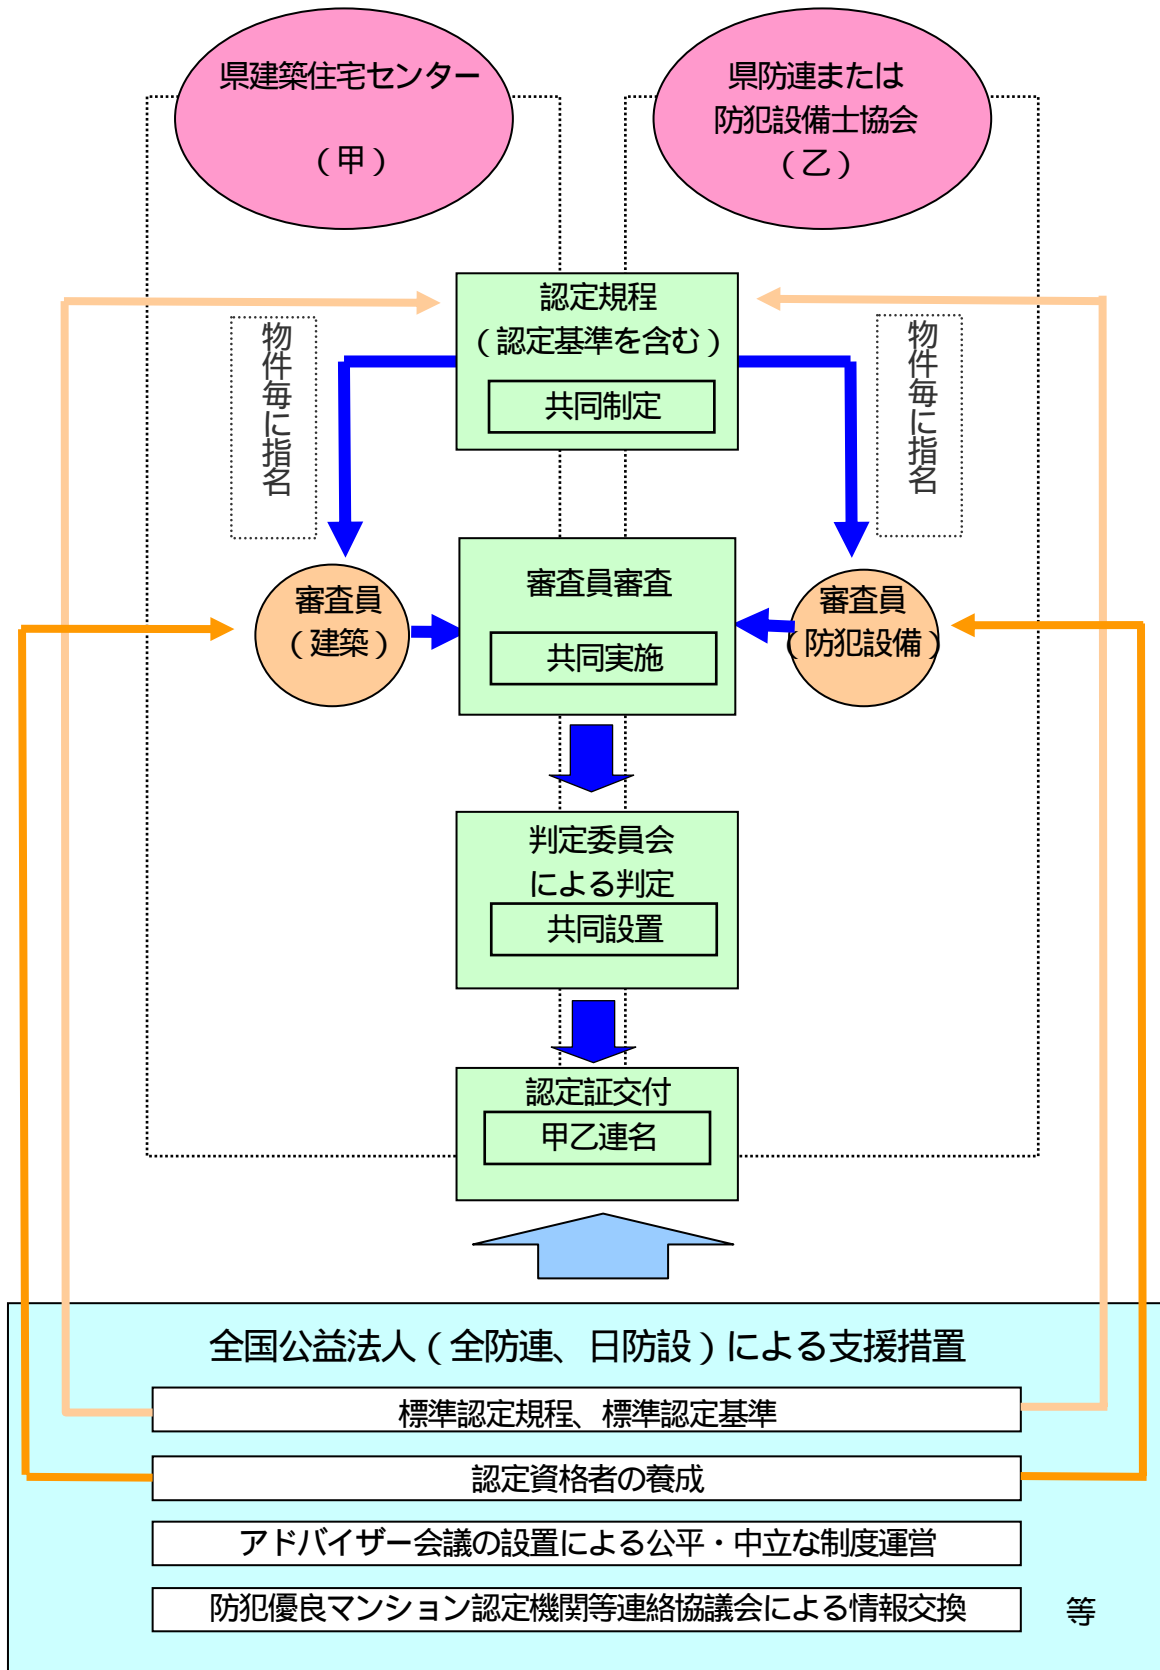 県建築住宅センター
（甲）
県防連または
防犯設備士協会
（乙）
認定規程
（認定基準を含む）
共同制定
物件毎に指名
物件毎に指名
審査員
（建築）
審査員審査
共同実施
審査員
（防犯設備）
判定委員会
による判定
共同設置
認定証交付
甲乙連名
全国公益法人（全防連、日防設）による支援措置
標準認定規程、標準認定基準
認定資格者の養成
アドバイザー会議の設置による公平・中立な制度運営
防犯優良マンション認定機関等連絡協議会による情報交換
等